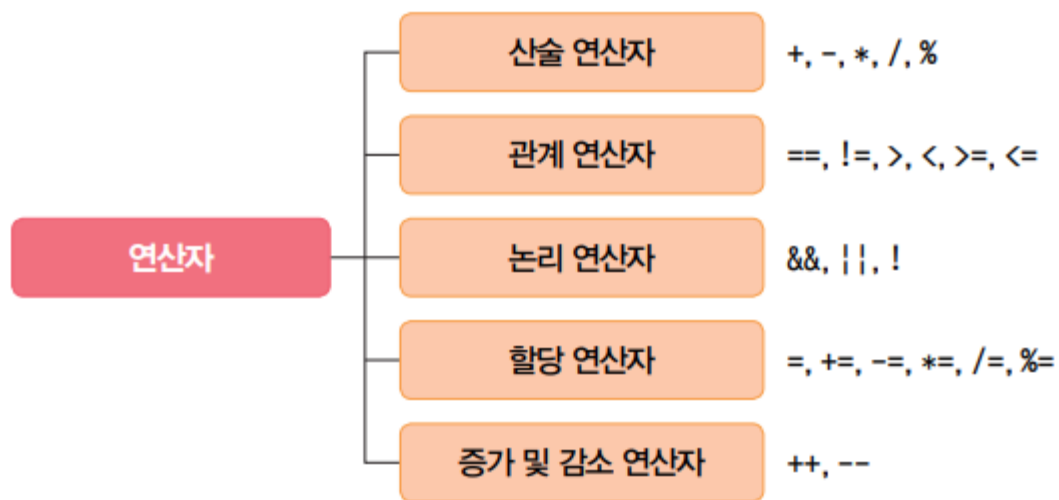 산술 연산자 +, -, *, /, %
관계 연산자 ==, !=, >, <, >=, <=
연산자
논리 연산자 &&, ||, !
할당 연산자 =, +=, -=, *=, /=, %=
증가 및 감소 연산자 ++, --